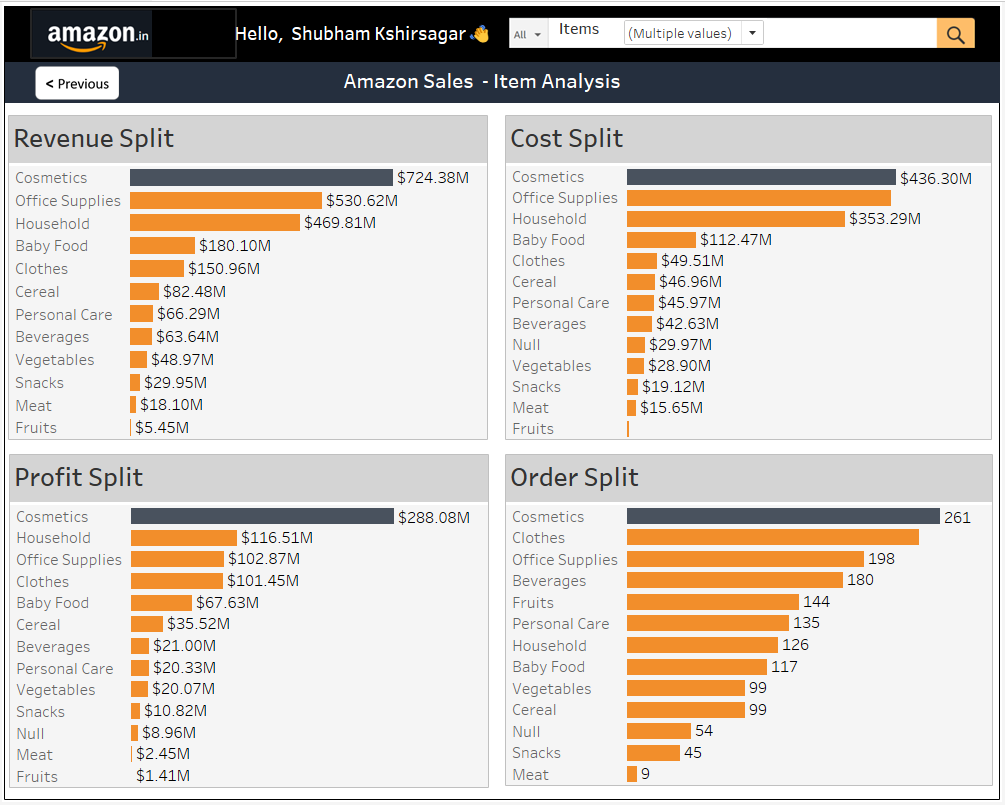 amazon.in
Hello, Shubham Kshirsagar 👋
All
Items
(Multiple values)
< Previous
Amazon Sales - Item Analysis
Revenue Split
Cosmetics $724.38M
Office Supplies $530.62M
Household $469.81M
Baby Food $180.10M
Clothes $150.96M
Cereal $82.48M
Personal Care $66.29M
Beverages $63.64M
Vegetables $48.97M
Snacks $29.95M
Meat $18.10M
Fruits $5.45M
Cost Split
Cosmetics $436.30M
Office Supplies
Household $353.29M
Baby Food $112.47M
Clothes $49.51M
Cereal $46.96M
Personal Care $45.97M
Beverages $42.63M
Null $29.97M
Vegetables $28.90M
Snacks $19.12M
Meat $15.65M
Fruits
Profit Split
Cosmetics $288.08M
Household $116.51M
Office Supplies $102.87M
Clothes $101.45M
Baby Food $67.63M
Cereal $35.52M
Beverages $21.00M
Personal Care $20.33M
Vegetables $20.07M
Snacks $10.82M
Null $8.96M
Meat $2.45M
Fruits $1.41M
Order Split
Cosmetics 261
Clothes
Office Supplies 198
Beverages 180
Fruits 144
Personal Care 135
Household 126
Baby Food 117
Vegetables 99
Cereal 99
Null 54
Snacks 45
Meat 9